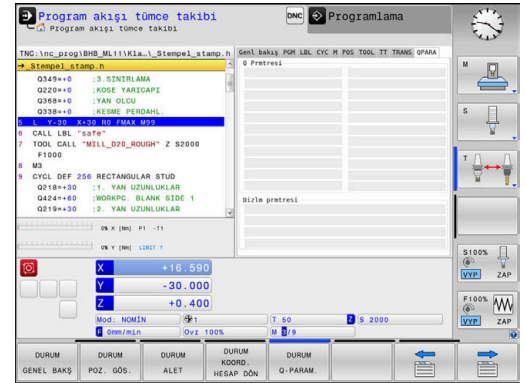 Program akışı tümce takibi
Program akışı tümce takibi
DNC
Programlama
TNC:\nc_prog\BHB_ML11\Kla…\_Stempel_stamp.h
→_Stempel_stamp.h
Q349=+0 ;3.SINIRLAMA
Q220=+0 ;KOSE YARICAPI
Q368=+0 ;YAN OLCU
Q338=+0 ;KESME PERDAHL.
5 L Y-30 X+30 R0 FMAX M99
6 CALL LBL "safe"
7 TOOL CALL "MILL_D20_ROUGH" Z S2000
F1000
8 M3
9 CYCL DEF 256 RECTANGULAR STUD
Q218=+30 ;1. YAN UZUNLUKLAR
Q424=+60 ;WORKPC. BLANK SIDE 1
Q219=+30 ;2. YAN UZUNLUKLAR
Genl bakış PGM LBL CYC M POS TOOL TT TRANS QPARA
Q Prmtresi
Dizlm prmtresi
0% X [Nm] P1 -T1
0% Y [Nm] LIMIT 1
X +16.590
Y -30.000
Z +0.400
Mod: NOMİN 1 T 50 Z S 2000
F 0mm/min Ovr 100% M 3/9
M
S
T
S100%
VYP ZAP
F100%
VYP ZAP
DURUM GENEL BAKŞ
DURUM POZ. GÖS.
DURUM ALET
DURUM KOORD. HESAP DÖN
DURUM Q-PARAM.